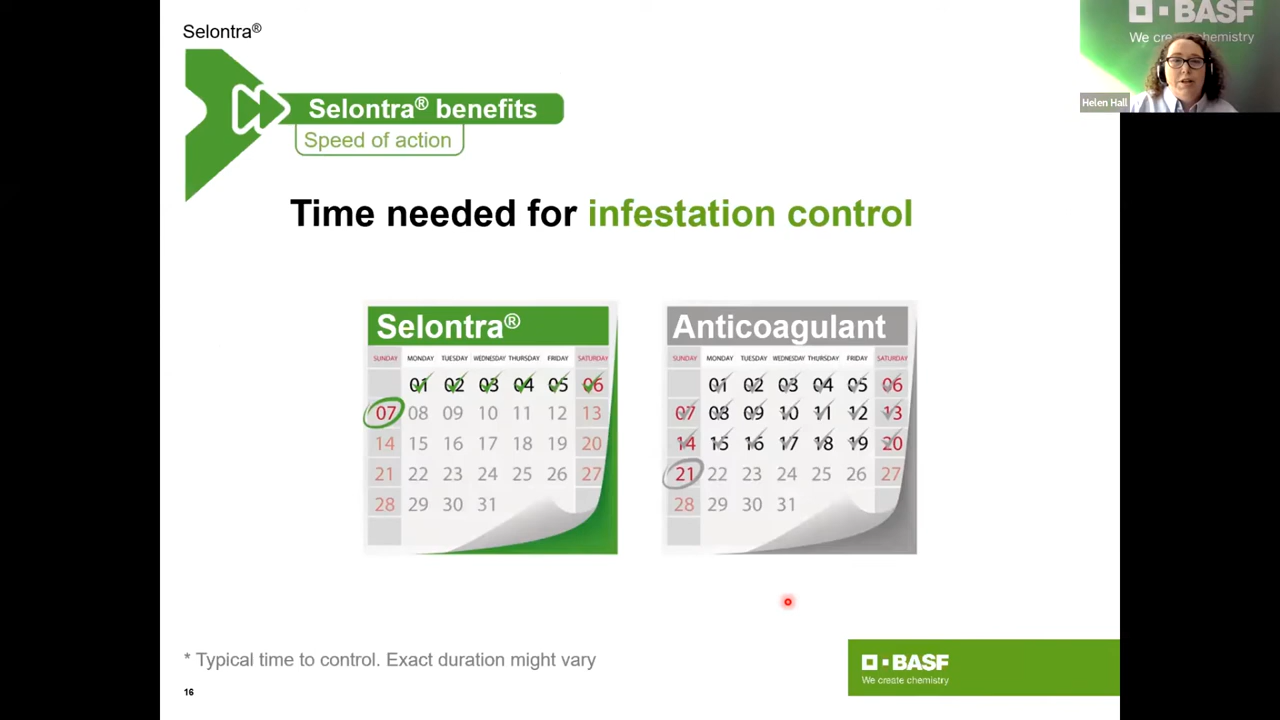 Selontra®
Selontra® benefits
Speed of action
Time needed for infestation control
Selontra®
SUNDAY MONDAY TUESDAY WEDNESDAY THURSDAY FRIDAY SATURDAY
01 02 03 04 05 06
07 08 09 10 11 12 13
14 15 16 17 18 19 20
21 22 23 24 25 26 27
28 29 30 31
Anticoagulant
SUNDAY MONDAY TUESDAY WEDNESDAY THURSDAY FRIDAY SATURDAY
01 02 03 04 05 06
07 08 09 10 11 12 13
14 15 16 17 18 19 20
21 22 23 24 25 26 27
28 29 30 31
* Typical time to control. Exact duration might vary
16
BASF
We create chemistry
BASF
We chemistry
Helen Hall